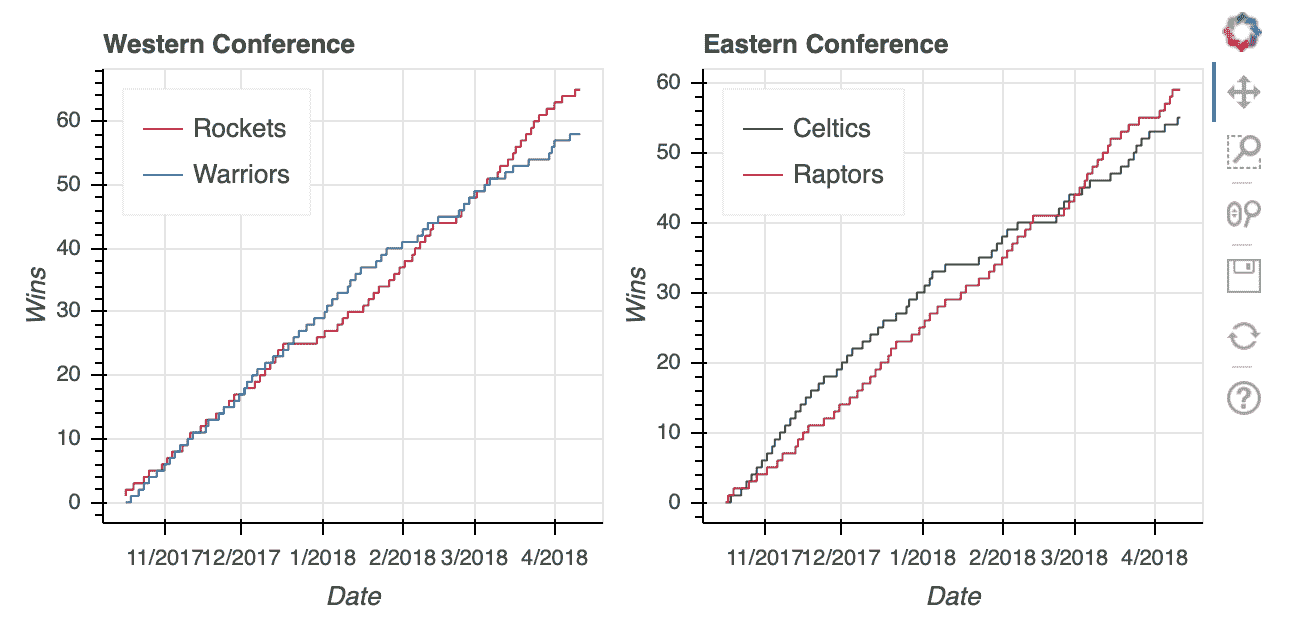 Western Conference
Rockets
Warriors
60
50
40
30
20
10
0
Wins
11/2017 12/2017 1/2018 2/2018 3/2018 4/2018
Date
Eastern Conference
Celtics
Raptors
60
50
40
30
20
10
0
Wins
11/2017 12/2017 1/2018 2/2018 3/2018 4/2018
Date
?